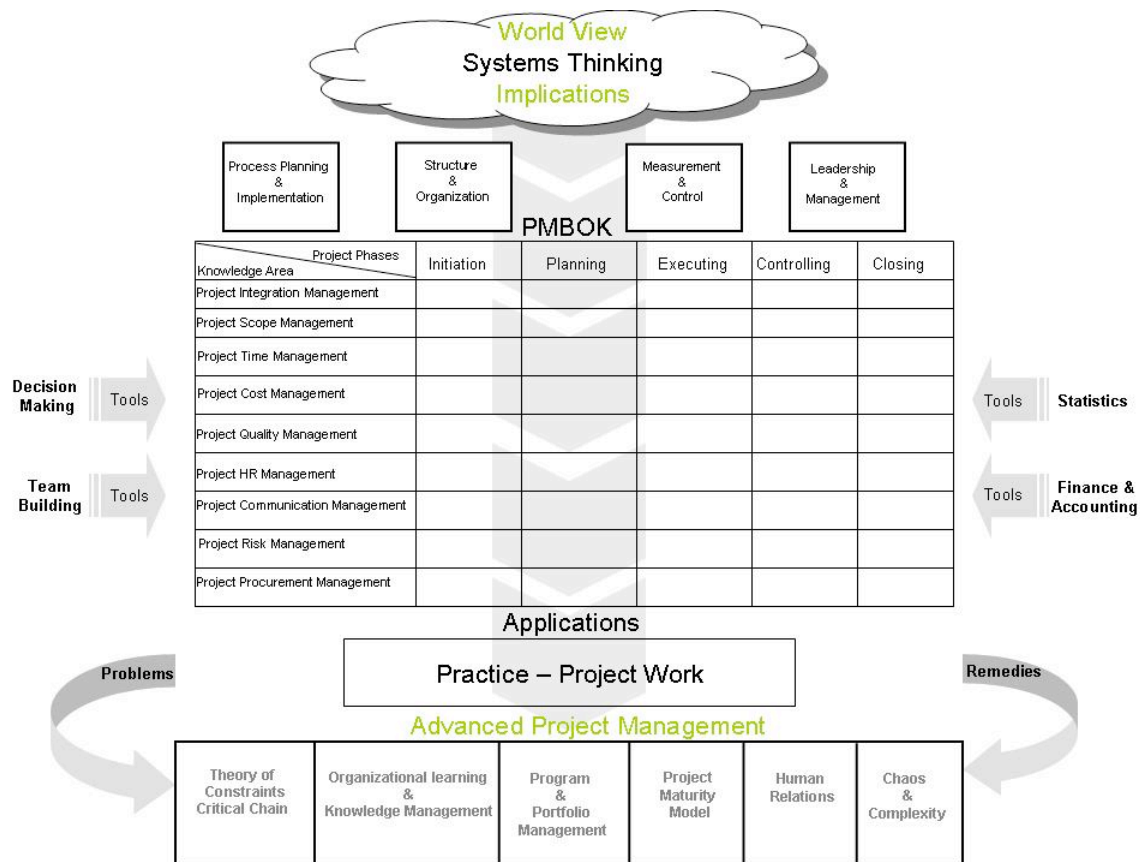 World View
Systems Thinking
Implications
Process Planning
&
Implementation
Structure
&
Organization
Measurement
&
Control
Leadership
&
Management
PMBOK
Project Phases
Knowledge Area
Initiation
Planning
Executing
Controlling
Closing
Project Integration Management
Project Scope Management
Project Time Management
Project Cost Management
Project Quality Management
Project HR Management
Project Communication Management
Project Risk Management
Project Procurement Management
Decision
Making
Tools
Team
Building
Tools
Tools
Statistics
Tools
Finance &
Accounting
Applications
Practice – Project Work
Problems
Remedies
Advanced Project Management
Theory of
Constraints
Critical Chain
Organizational learning
&
Knowledge Management
Program
&
Portfolio
Management
Project
Maturity
Model
Human
Relations
Chaos
&
Complexity